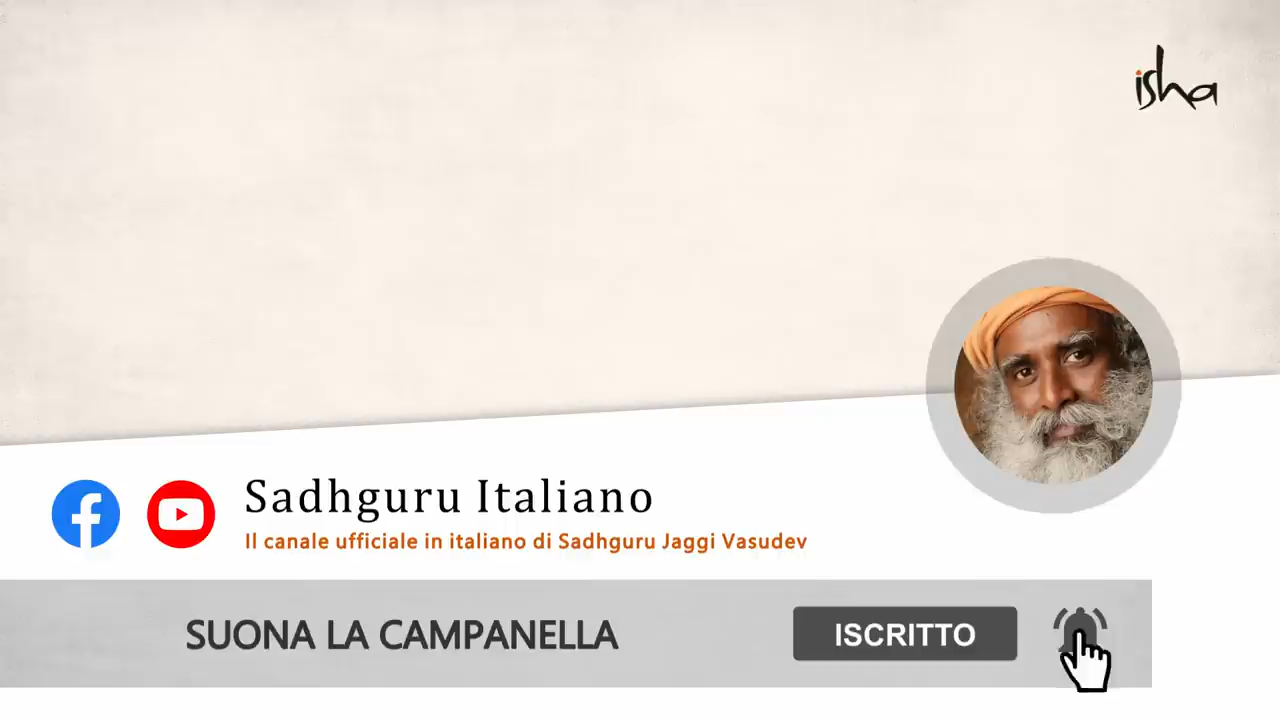 isha
Sadhguru Italiano
Il canale ufficiale in italiano di Sadhguru Jaggi Vasudev
SUONA LA CAMPANELLA
ISCRITTO